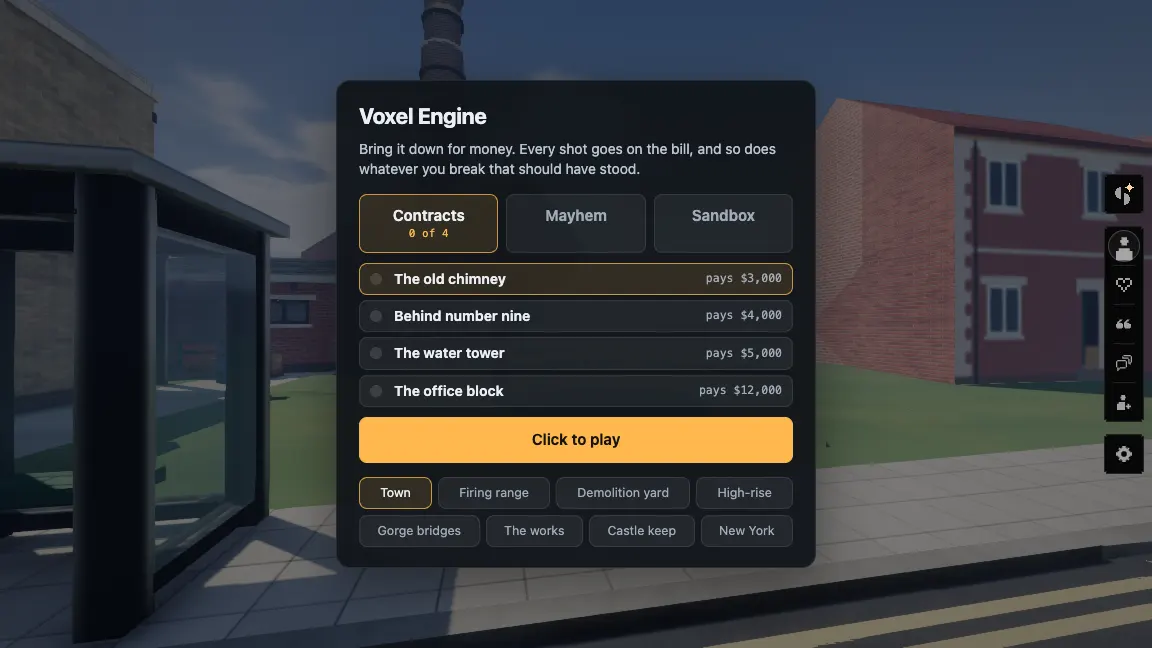 Voxel Engine
Bring it down for money. Every shot goes on the bill, and so does
whatever you break that should have stood.
Contracts
0 of 4
Mayhem
Sandbox
The old chimney
pays $3,000
Behind number nine
pays $4,000
The water tower
pays $5,000
The office block
pays $12,000
Click to play
Town
Firing range
Demolition yard
High-rise
Gorge bridges
The works
Castle keep
New York